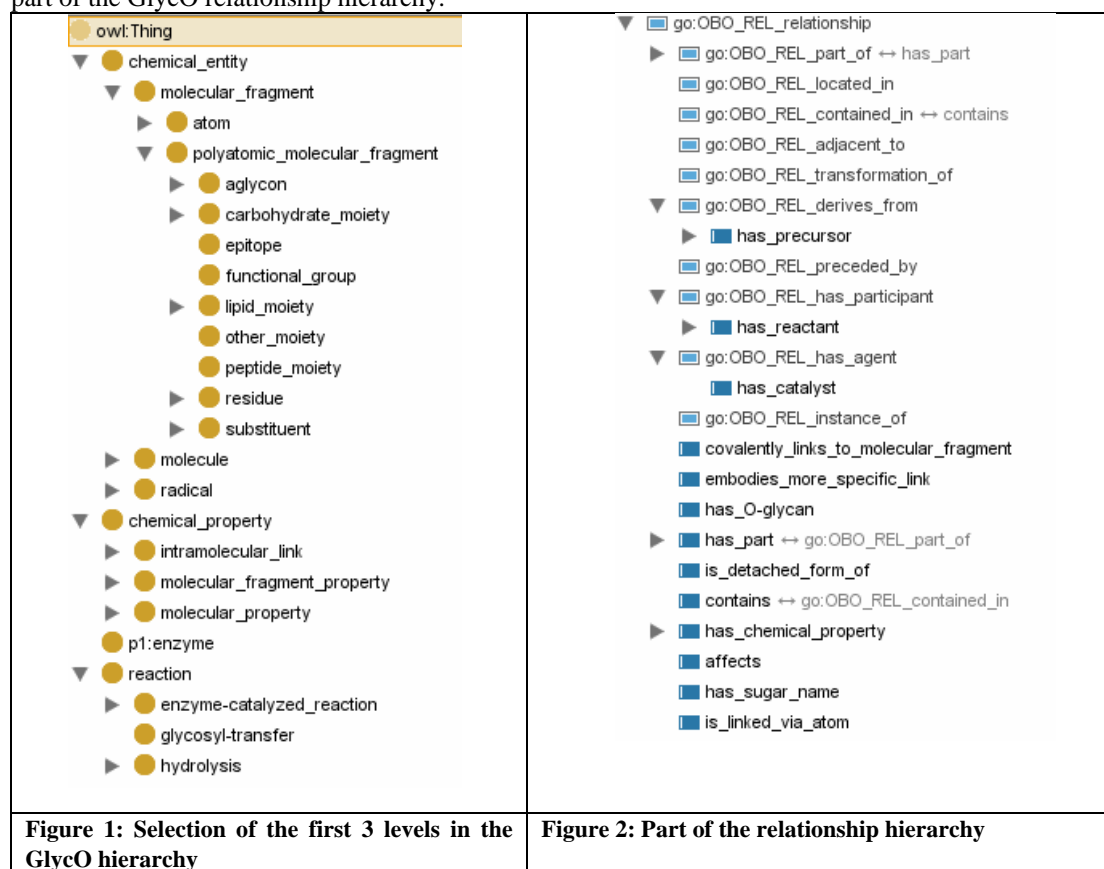 part of the GlycO relationship hierarchy.
owl:Thing
chemical_entity
molecular_fragment
atom
polyatomic_molecular_fragment
aglycon
carbohydrate_moiety
epitope
functional_group
lipid_moiety
other_moiety
peptide_moiety
residue
substituent
molecule
radical
chemical_property
intramolecular_link
molecular_fragment_property
molecular_property
p1:enzyme
reaction
enzyme-catalyzed_reaction
glycosyl-transfer
hydrolysis
Figure 1: Selection of the first 3 levels in the
GlycO hierarchy
go:OBO_REL_relationship
go:OBO_REL_part_of ↔ has_part
go:OBO_REL_located_in
go:OBO_REL_contained_in ↔ contains
go:OBO_REL_adjacent_to
go:OBO_REL_transformation_of
go:OBO_REL_derives_from
has_precursor
go:OBO_REL_preceded_by
go:OBO_REL_has_participant
has_reactant
go:OBO_REL_has_agent
has_catalyst
go:OBO_REL_instance_of
covalently_links_to_molecular_fragment
embodies_more_specific_link
has_O-glycan
has_part ↔ go:OBO_REL_part_of
is_detached_form_of
contains ↔ go:OBO_REL_contained_in
has_chemical_property
affects
has_sugar_name
is_linked_via_atom
Figure 2: Part of the relationship hierarchy